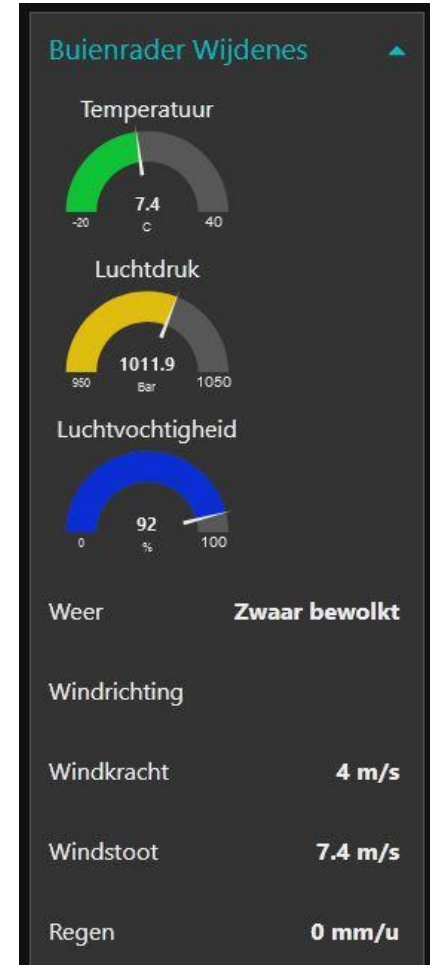 Buienrader Wijdenes
Temperatuur
7.4
-20 C 40
Luchtdruk
1011.9
950 Bar 1050
Luchtvochtigheid
92
0 % 100
Weer Zwaar bewolkt
Windrichting
Windkracht 4 m/s
Windstoot 7.4 m/s
Regen 0 mm/u